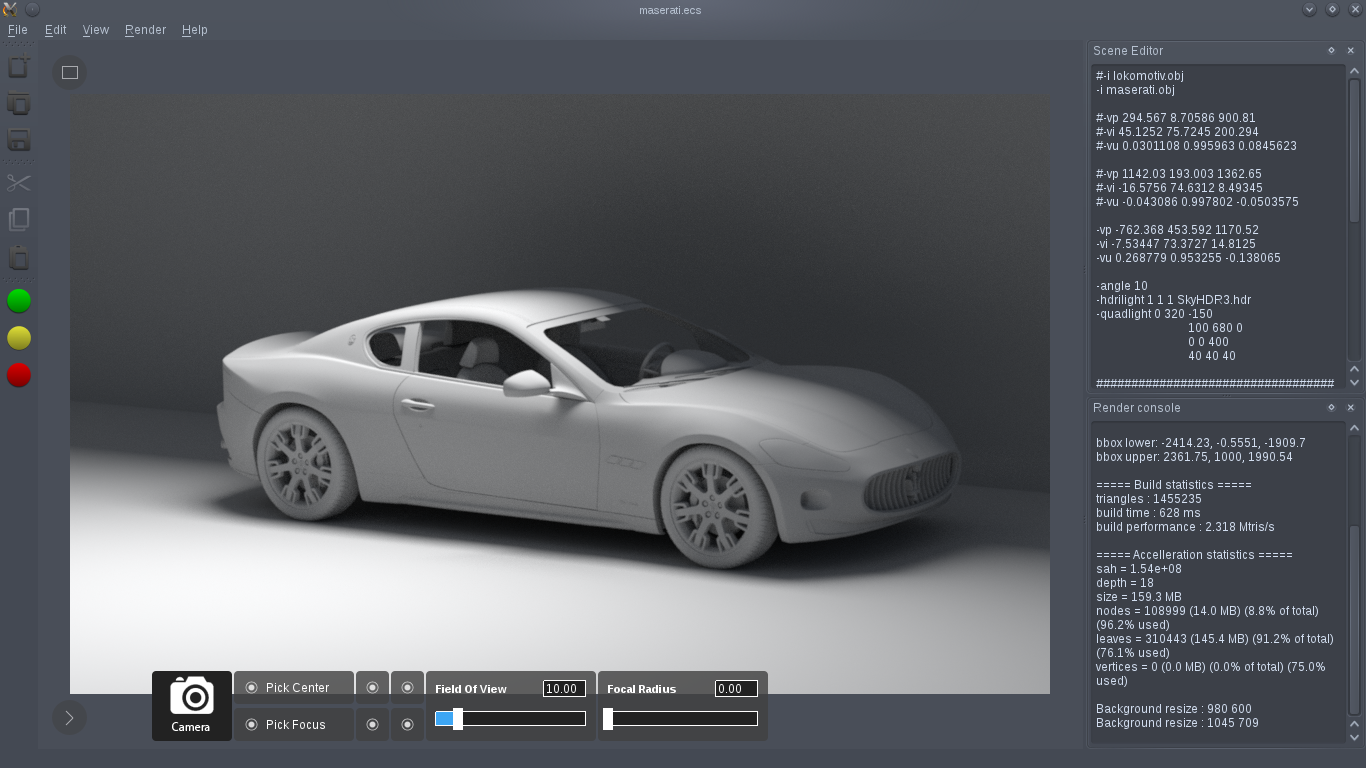 maserati.ecs
File Edit View Render Help
Scene Editor
#-i lokomotiv.obj
-i maserati.obj
#-vp 294.567 8.70586 900.81
#-vi 45.1252 75.7245 200.294
#-vu 0.0301108 0.995963 0.0845623
#-vp 1142.03 193.003 1362.65
#-vi -16.5756 74.6312 8.49345
#-vu -0.043086 0.997802 -0.0503575
-vp -762.368 453.592 1170.52
-vi -7.53447 73.3727 14.8125
-vu 0.268779 0.953255 -0.138065
-angle 10
-hdrilight 1 1 1 SkyHDR3.hdr
-quadlight 0 320 -150
100 680 0
0 0 400
40 40 40
##################################
Render console
bbox lower: -2414.23, -0.5551, -1909.7
bbox upper: 2361.75, 1000, 1990.54
===== Build statistics =====
triangles : 1455235
build time : 628 ms
build performance : 2.318 Mtris/s
===== Accelleration statistics =====
sah = 1.54e+08
depth = 18
size = 159.3 MB
nodes = 108999 (14.0 MB) (8.8% of total)
(96.2% used)
leaves = 310443 (145.4 MB) (91.2% of total)
(76.1% used)
vertices = 0 (0.0 MB) (0.0% of total) (75.0%
used)
Background resize : 980 600
Background resize : 1045 709
Camera
Pick Center
Pick Focus
Field Of View 10.00
Focal Radius 0.00